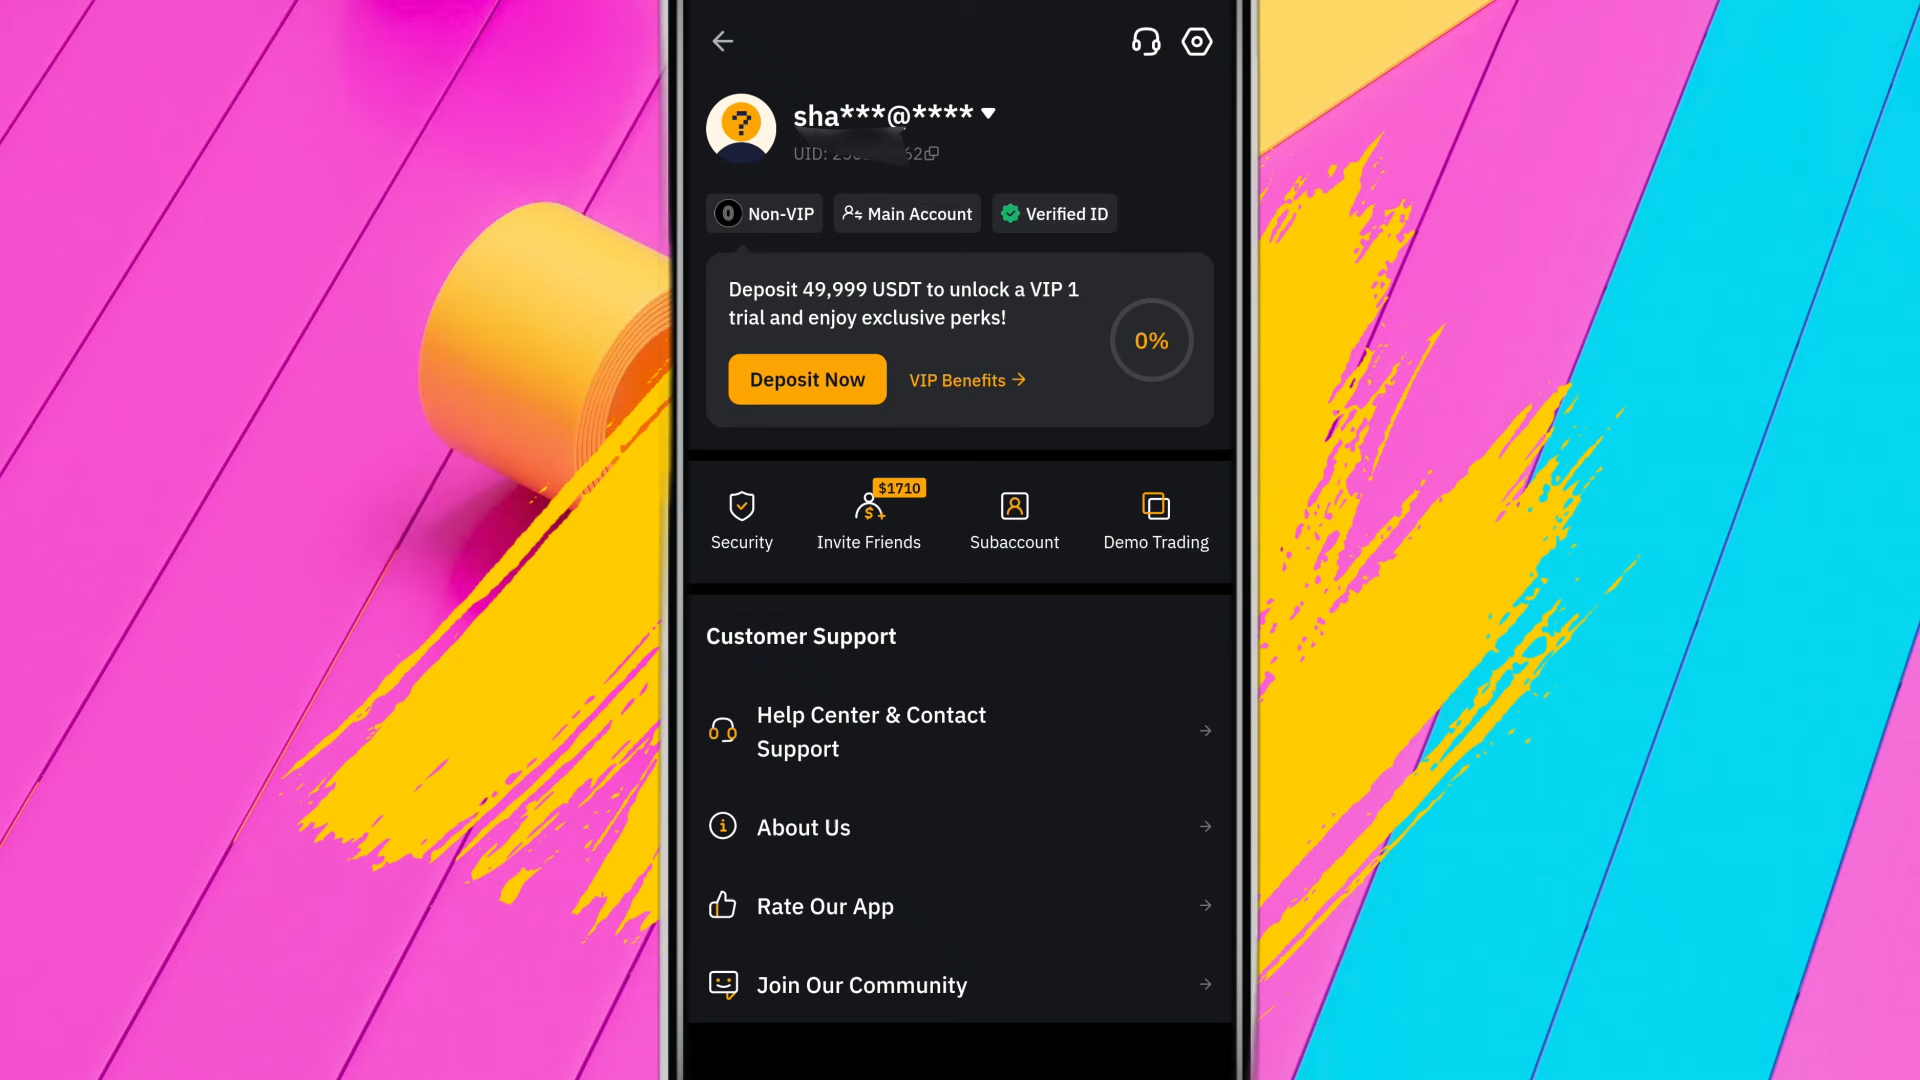 sha***@****
UID:
Non-VIP
Main Account
Verified ID
Deposit 49,999 USDT to unlock a VIP 1
trial and enjoy exclusive perks!
0%
Deposit Now
VIP Benefits
$1710
Security
Invite Friends
Subaccount
Demo Trading
Customer Support
Help Center & Contact
Support
About Us
Rate Our App
Join Our Community